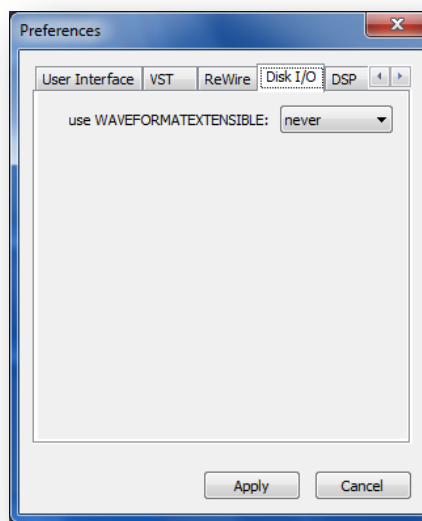 Preferences
User Interface VST ReWire Disk I/O DSP
use WAVEFORMATEXTENSIBLE: never
Apply Cancel